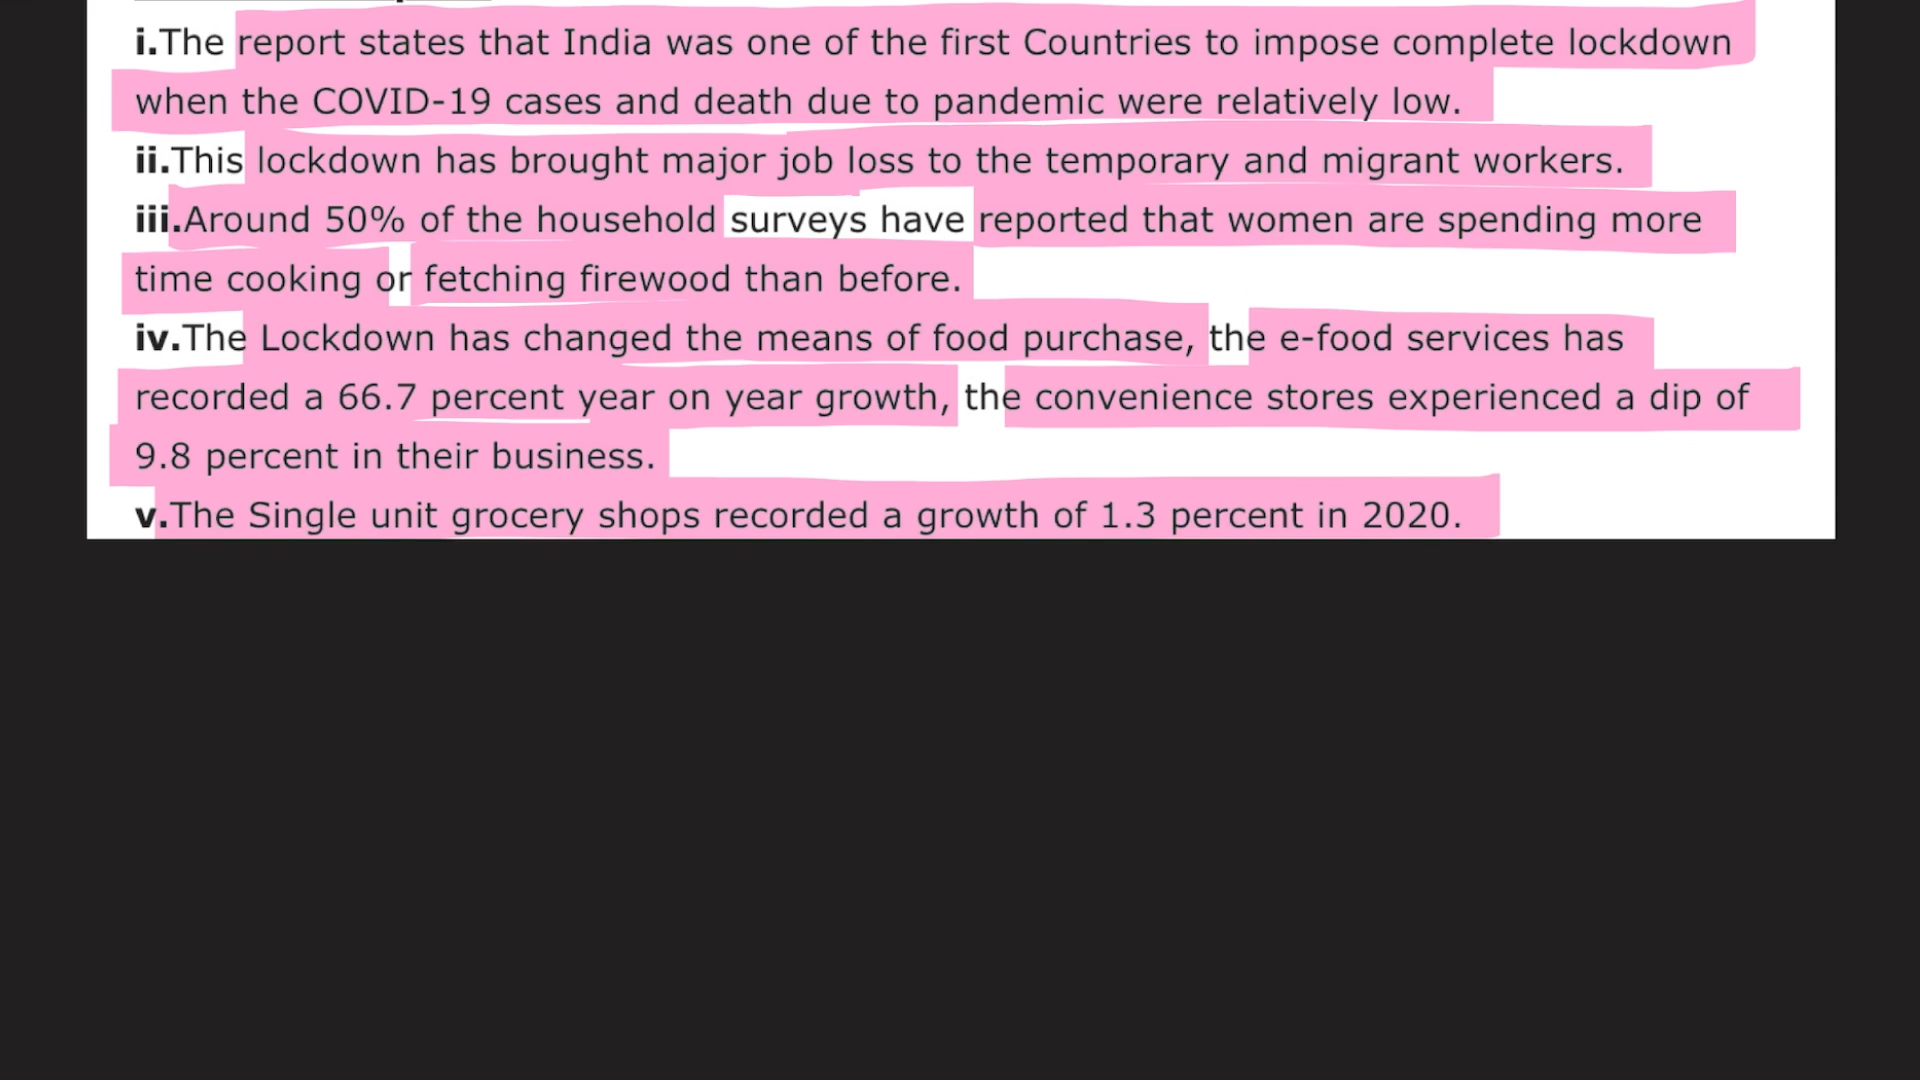 i.The report states that India was one of the first Countries to impose complete lockdown
when the COVID-19 cases and death due to pandemic were relatively low.
ii.This lockdown has brought major job loss to the temporary and migrant workers.
iii.Around 50% of the household surveys have reported that women are spending more
time cooking or fetching firewood than before.
iv.The Lockdown has changed the means of food purchase, the e-food services has
recorded a 66.7 percent year on year growth, the convenience stores experienced a dip of
9.8 percent in their business.
v.The Single unit grocery shops recorded a growth of 1.3 percent in 2020.